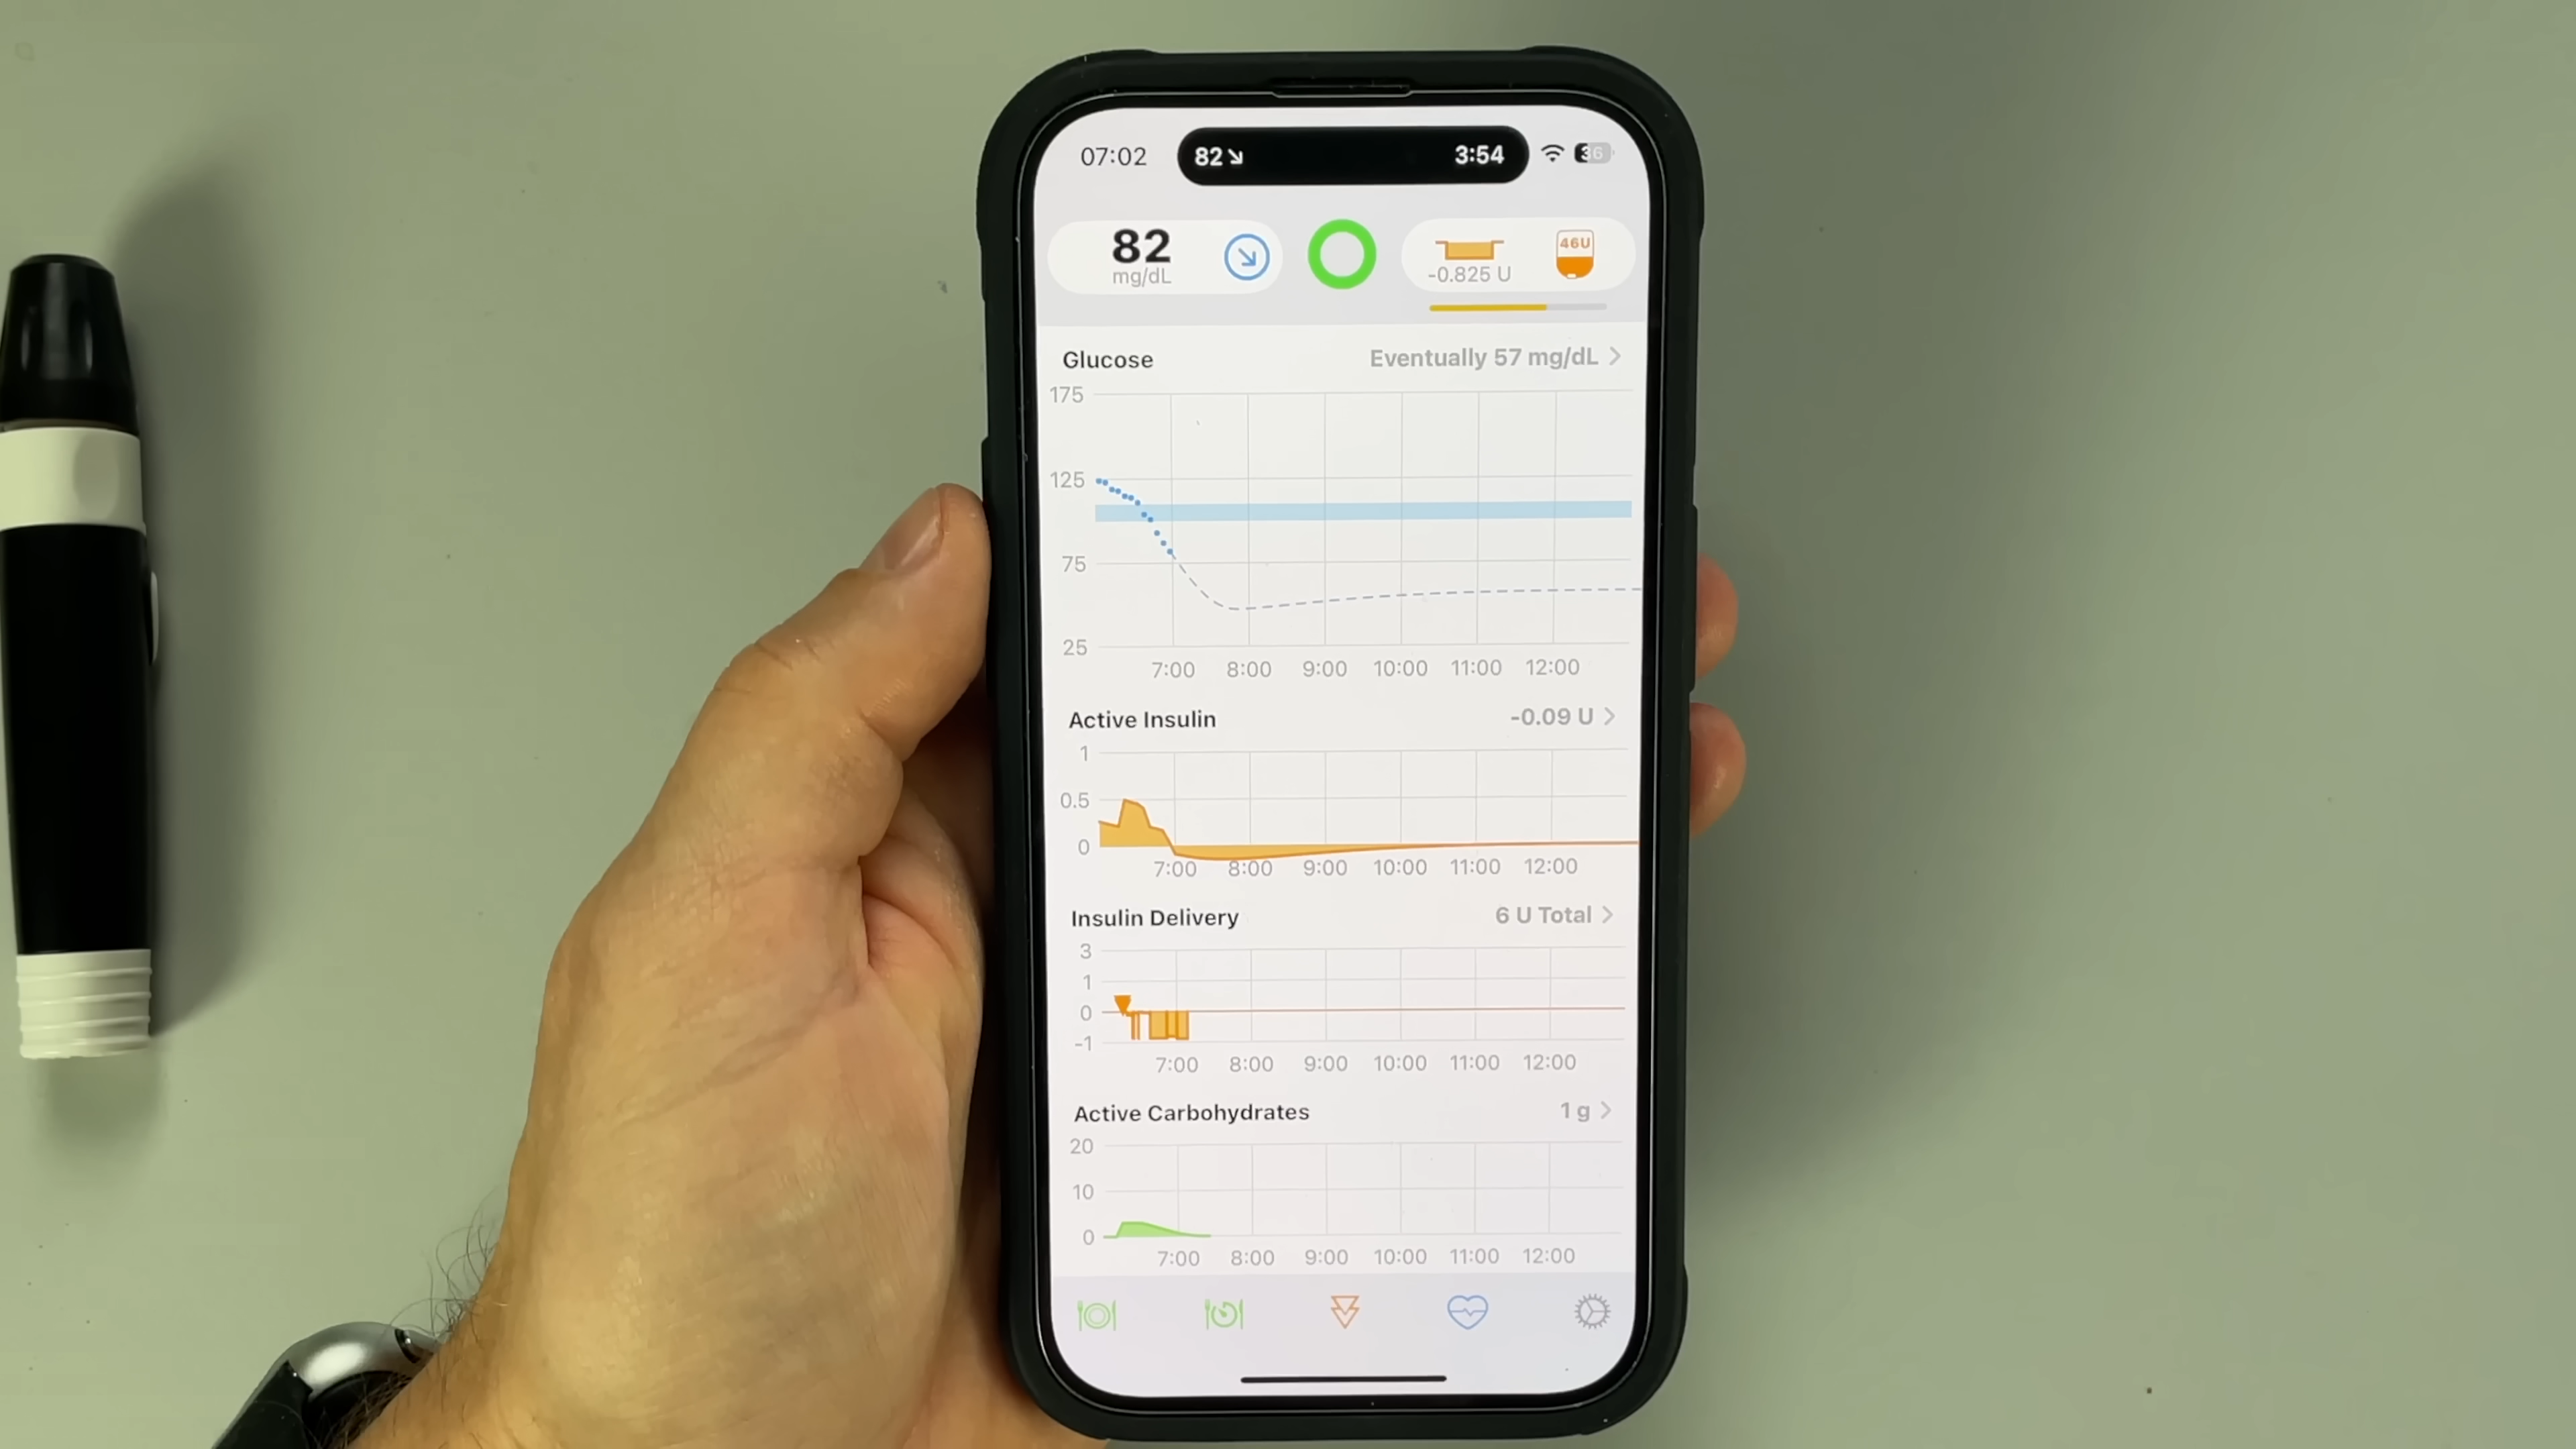 07:02 82↘ 3:54 36
82 mg/dL -0.825 U 46U
Glucose Eventually 57 mg/dL >
175
125
75
25
7:00 8:00 9:00 10:00 11:00 12:00
Active Insulin -0.09 U >
1
0.5
0
7:00 8:00 9:00 10:00 11:00 12:00
Insulin Delivery 6 U Total >
3
1
0
-1
7:00 8:00 9:00 10:00 11:00 12:00
Active Carbohydrates 1 g >
20
10
0
7:00 8:00 9:00 10:00 11:00 12:00